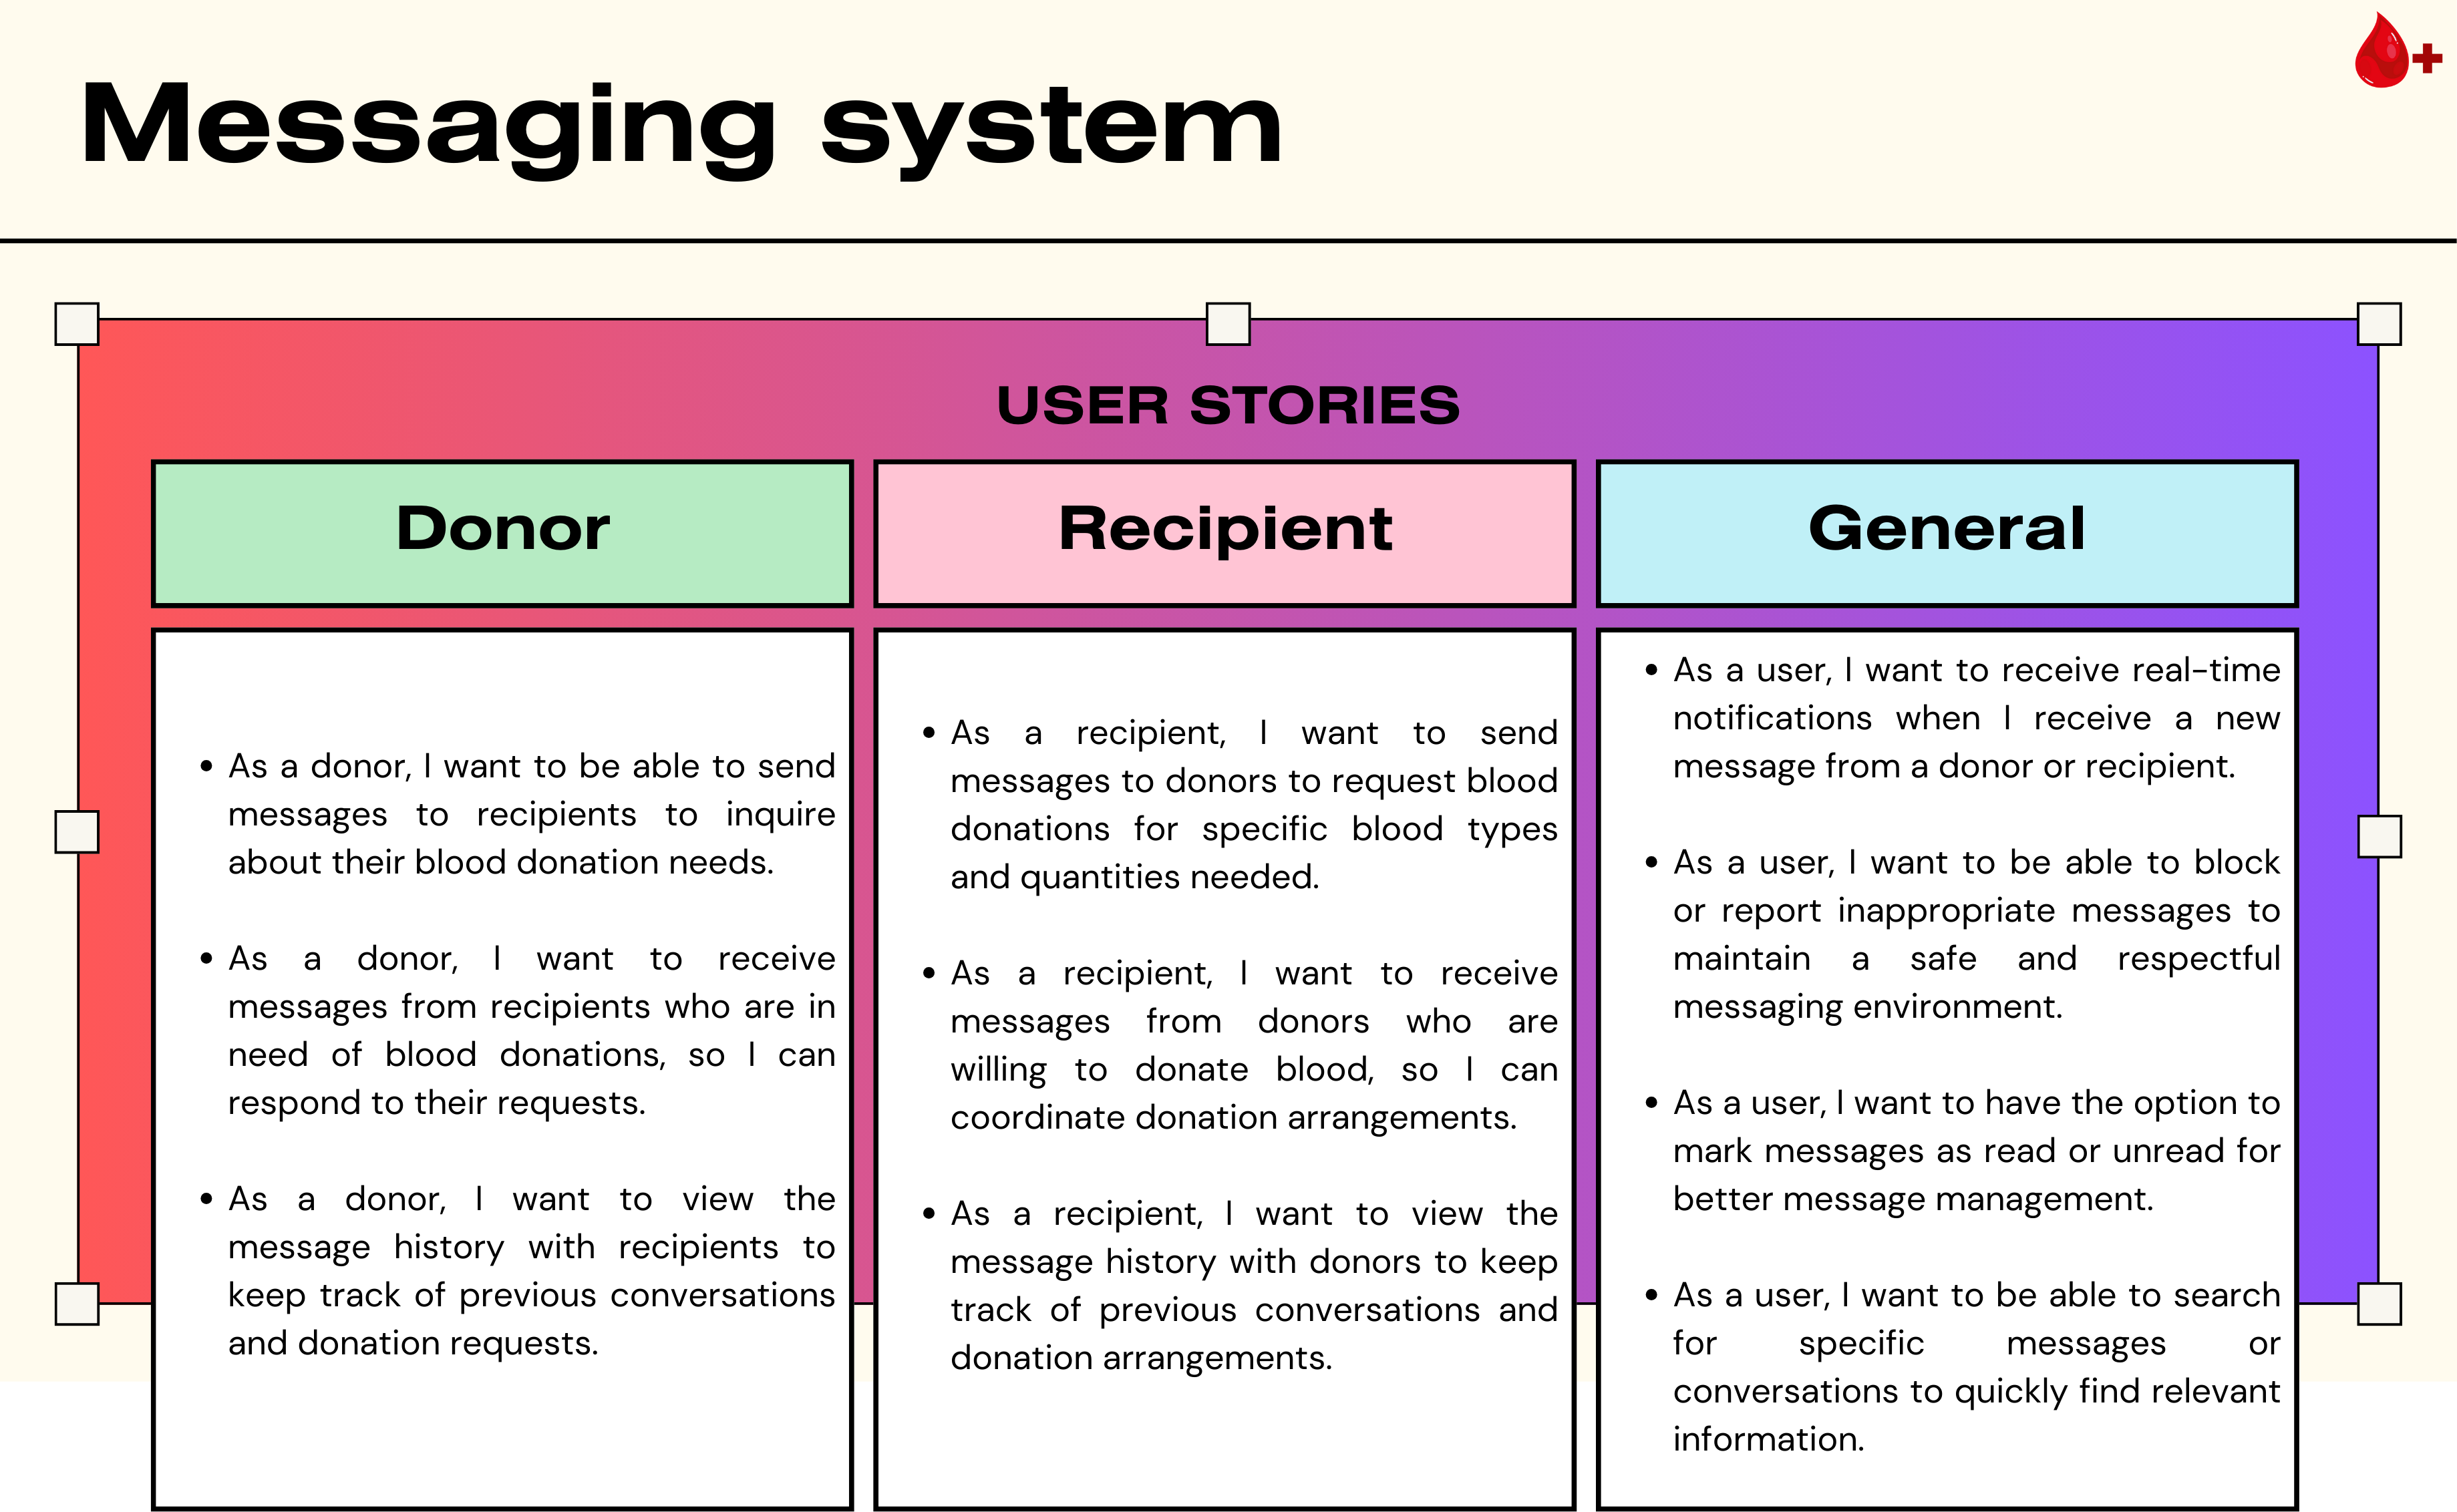 Messaging system
USER STORIES
Donor
As a donor, I want to be able to send
messages to recipients to inquire
about their blood donation needs.
As a donor, I want to receive
messages from recipients who are in
need of blood donations, so I can
respond to their requests.
As a donor, I want to view the
message history with recipients to
keep track of previous conversations
and donation requests.
Recipient
As a recipient, I want to send
messages to donors to request blood
donations for specific blood types
and quantities needed.
As a recipient, I want to receive
messages from donors who are
willing to donate blood, so I can
coordinate donation arrangements.
As a recipient, I want to view the
message history with donors to keep
track of previous conversations and
donation arrangements.
General
As a user, I want to receive real-time
notifications when I receive a new
message from a donor or recipient.
As a user, I want to be able to block
or report inappropriate messages to
maintain a safe and respectful
messaging environment.
As a user, I want to have the option to
mark messages as read or unread for
better message management.
As a user, I want to be able to search
for specific messages or
conversations to quickly find relevant
information.